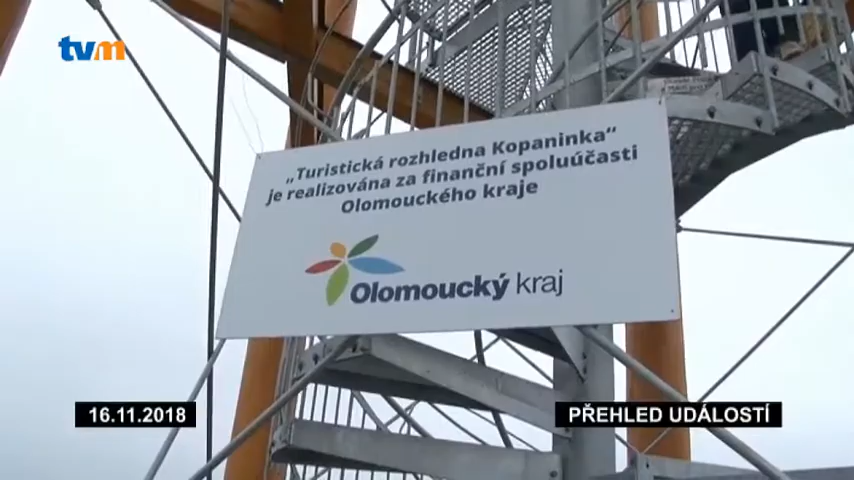 tvm
„Turistická rozhledna Kopaninka“
je realizována za finanční spoluúčasti
Olomouckého kraje
Olomoucký kraj
16.11.2018
PŘEHLED UDÁLOSTÍ